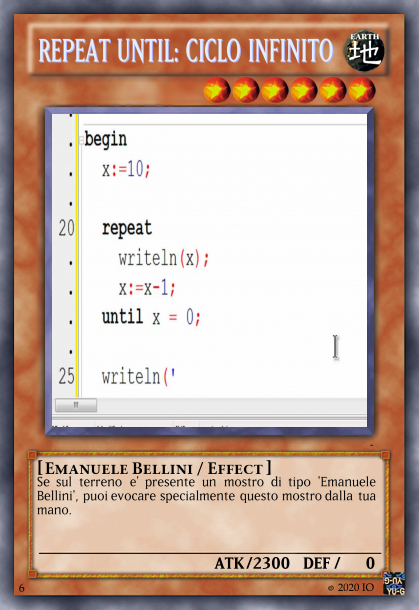 REPEAT UNTIL: CICLO INFINITO
EARTH
地
begin
x:=10;
20
repeat
writeln(x);
x:=x-1;
until x = 0;
25
writeln('
[EMANUELE BELLINI / EFFECT]
Se sul terreno e' presente un mostro di tipo 'Emanuele
Bellini', puoi evocare specialmente questo mostro dalla tua
mano.
ATK/2300 DEF/ 0
6
© 2020 IO